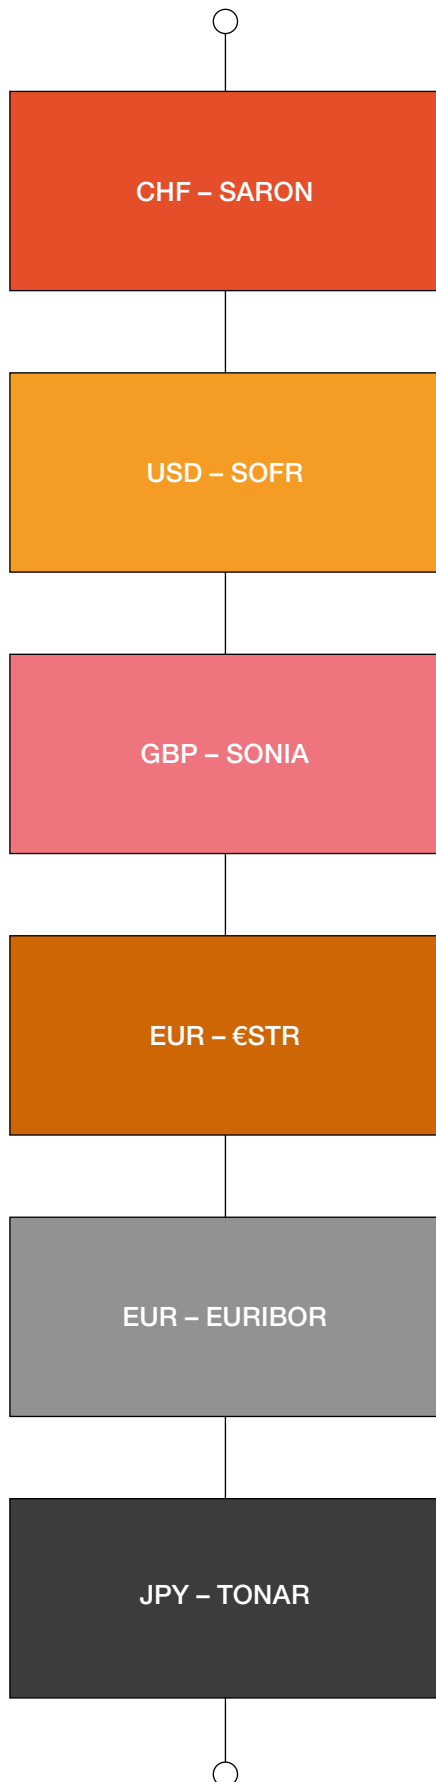 CHF – SARON
USD – SOFR
GBP – SONIA
EUR – €STR
EUR – EURIBOR
JPY – TONAR